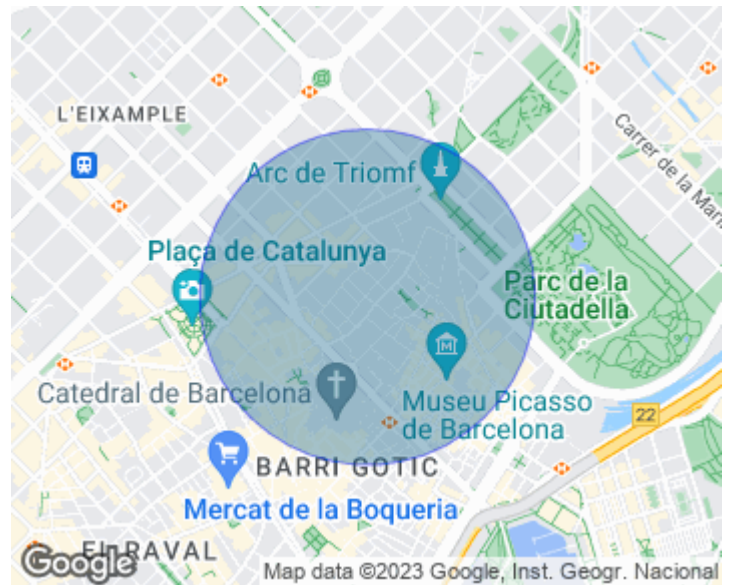 L'EIXAMPLE
Carrer de la Marin
Arc de Triomf
Plaça de Catalunya
Parc de la
Ciutadella
Catedral de Barcelona
Museu Picasso
de Barcelona
22
BARRI GÒTIC
Mercat de la Boqueria
EL RAVAL
Google
Map data ©2023 Google, Inst. Geogr. Nacional